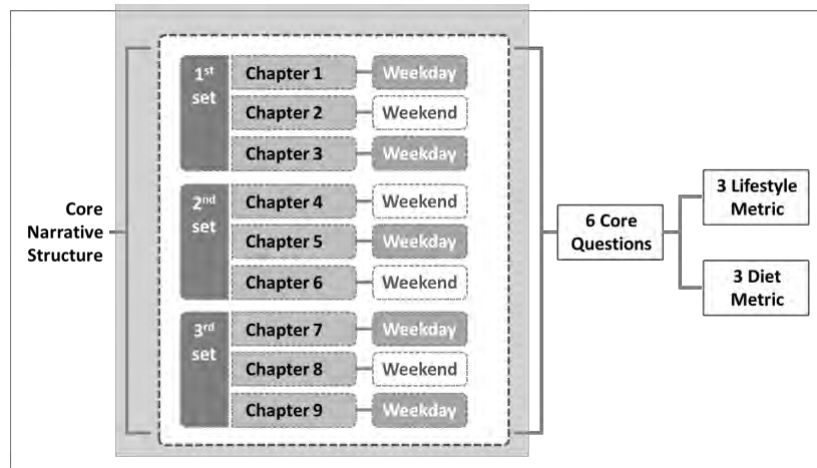 Core
Narrative
Structure
1st
set
Chapter 1
Weekday
Chapter 2
Weekend
Chapter 3
Weekday
2nd
set
Chapter 4
Weekend
Chapter 5
Weekday
Chapter 6
Weekend
3rd
set
Chapter 7
Weekday
Chapter 8
Weekend
Chapter 9
Weekday
6 Core
Questions
3 Lifestyle
Metric
3 Diet
Metric